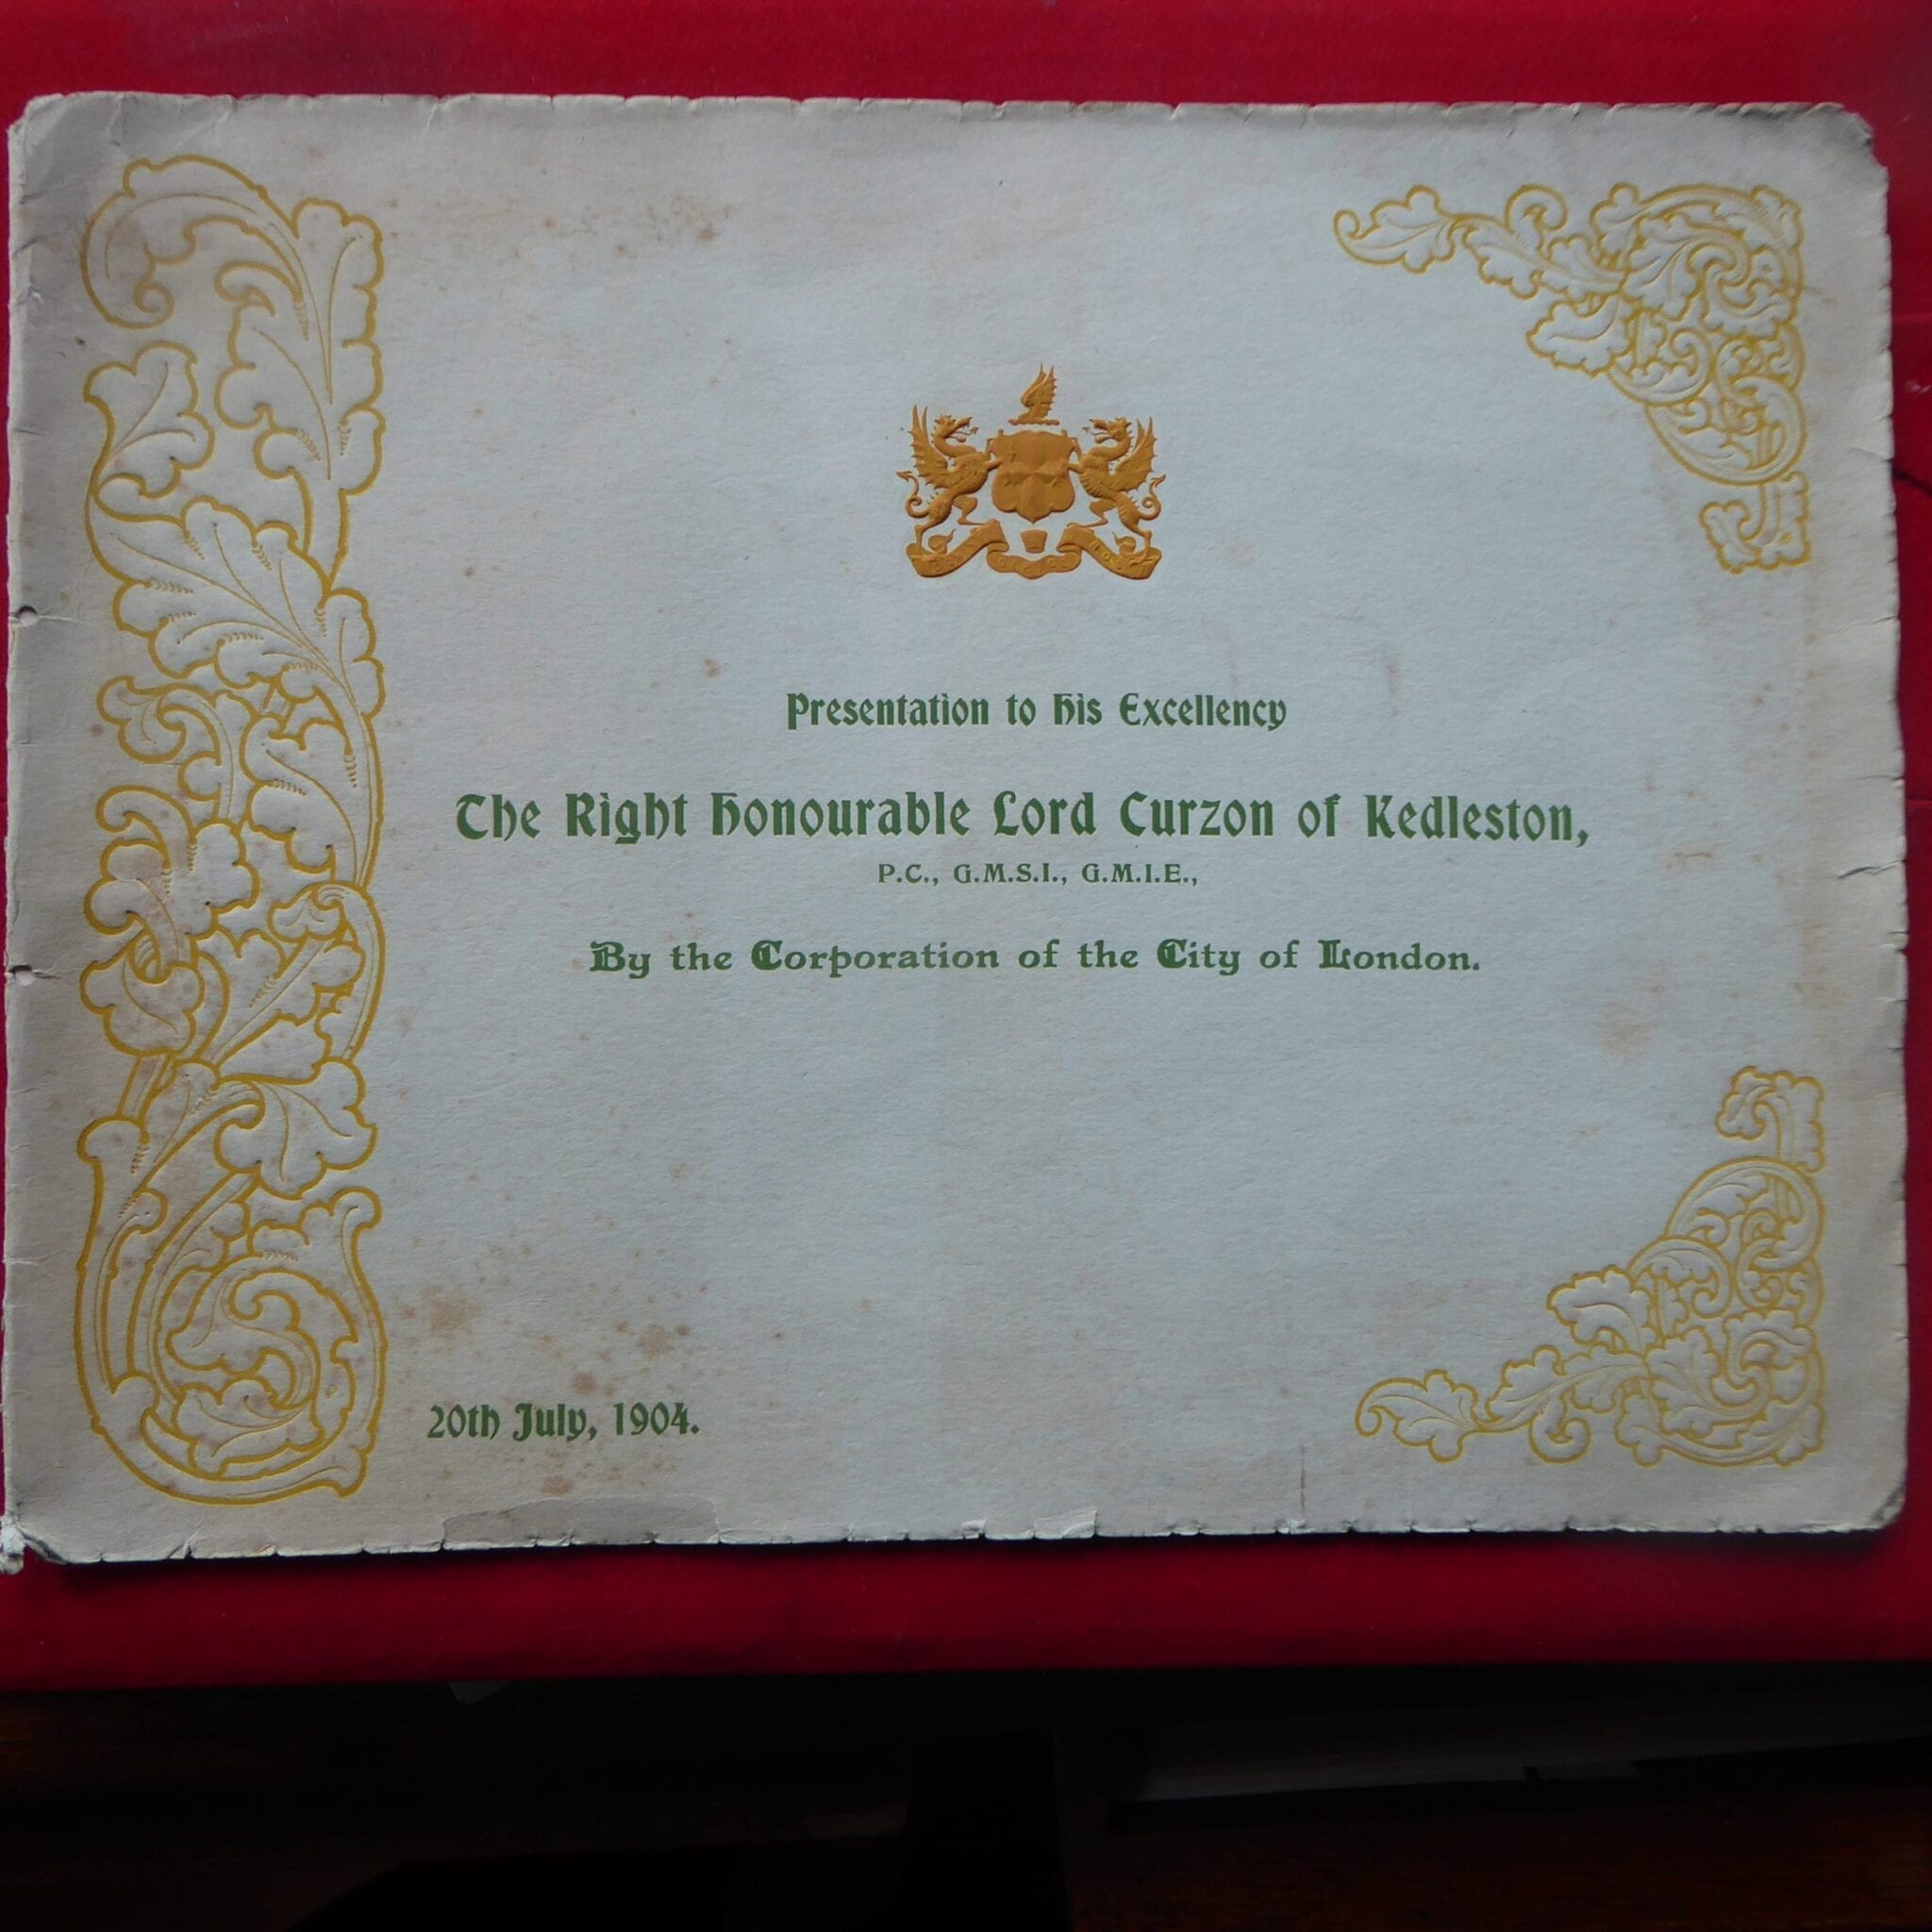 Presentation to His Excellency
The Right Honourable Lord Curzon of Kedleston,
P.C., G.M.S.I., G.M.I.E.,
By the Corporation of the City of London.
20th July, 1904.